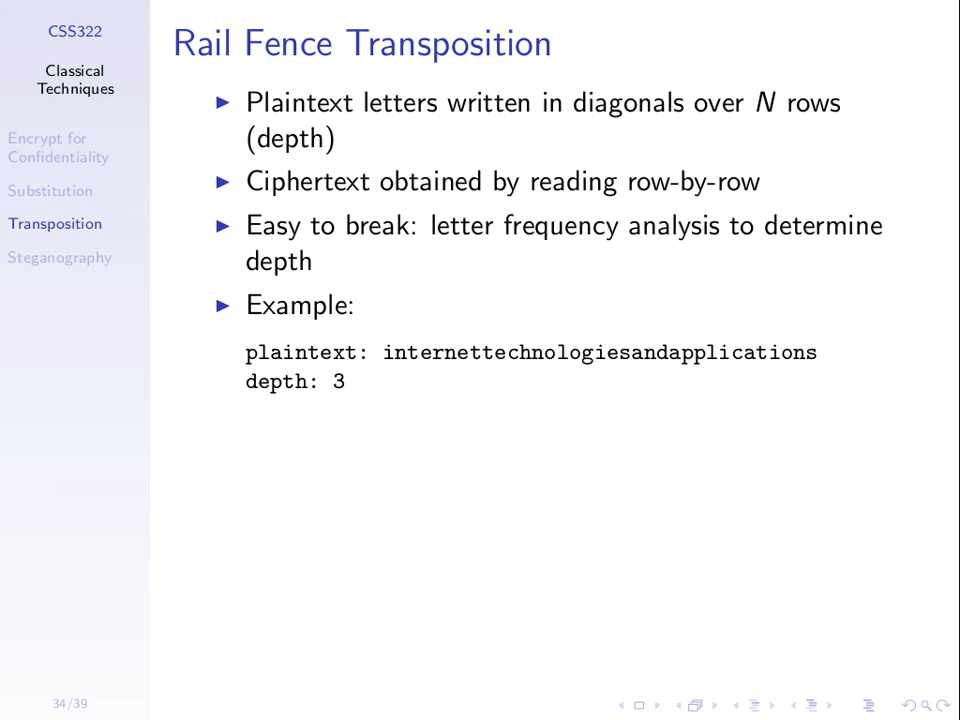 CSS322
Classical
Techniques
Encrypt for
Confidentiality
Substitution
Transposition
Steganography
34/39
Rail Fence Transposition
Plaintext letters written in diagonals over N rows
(depth)
Ciphertext obtained by reading row-by-row
Easy to break: letter frequency analysis to determine
depth
Example:
plaintext: internettechnologiesandapplications
depth: 3